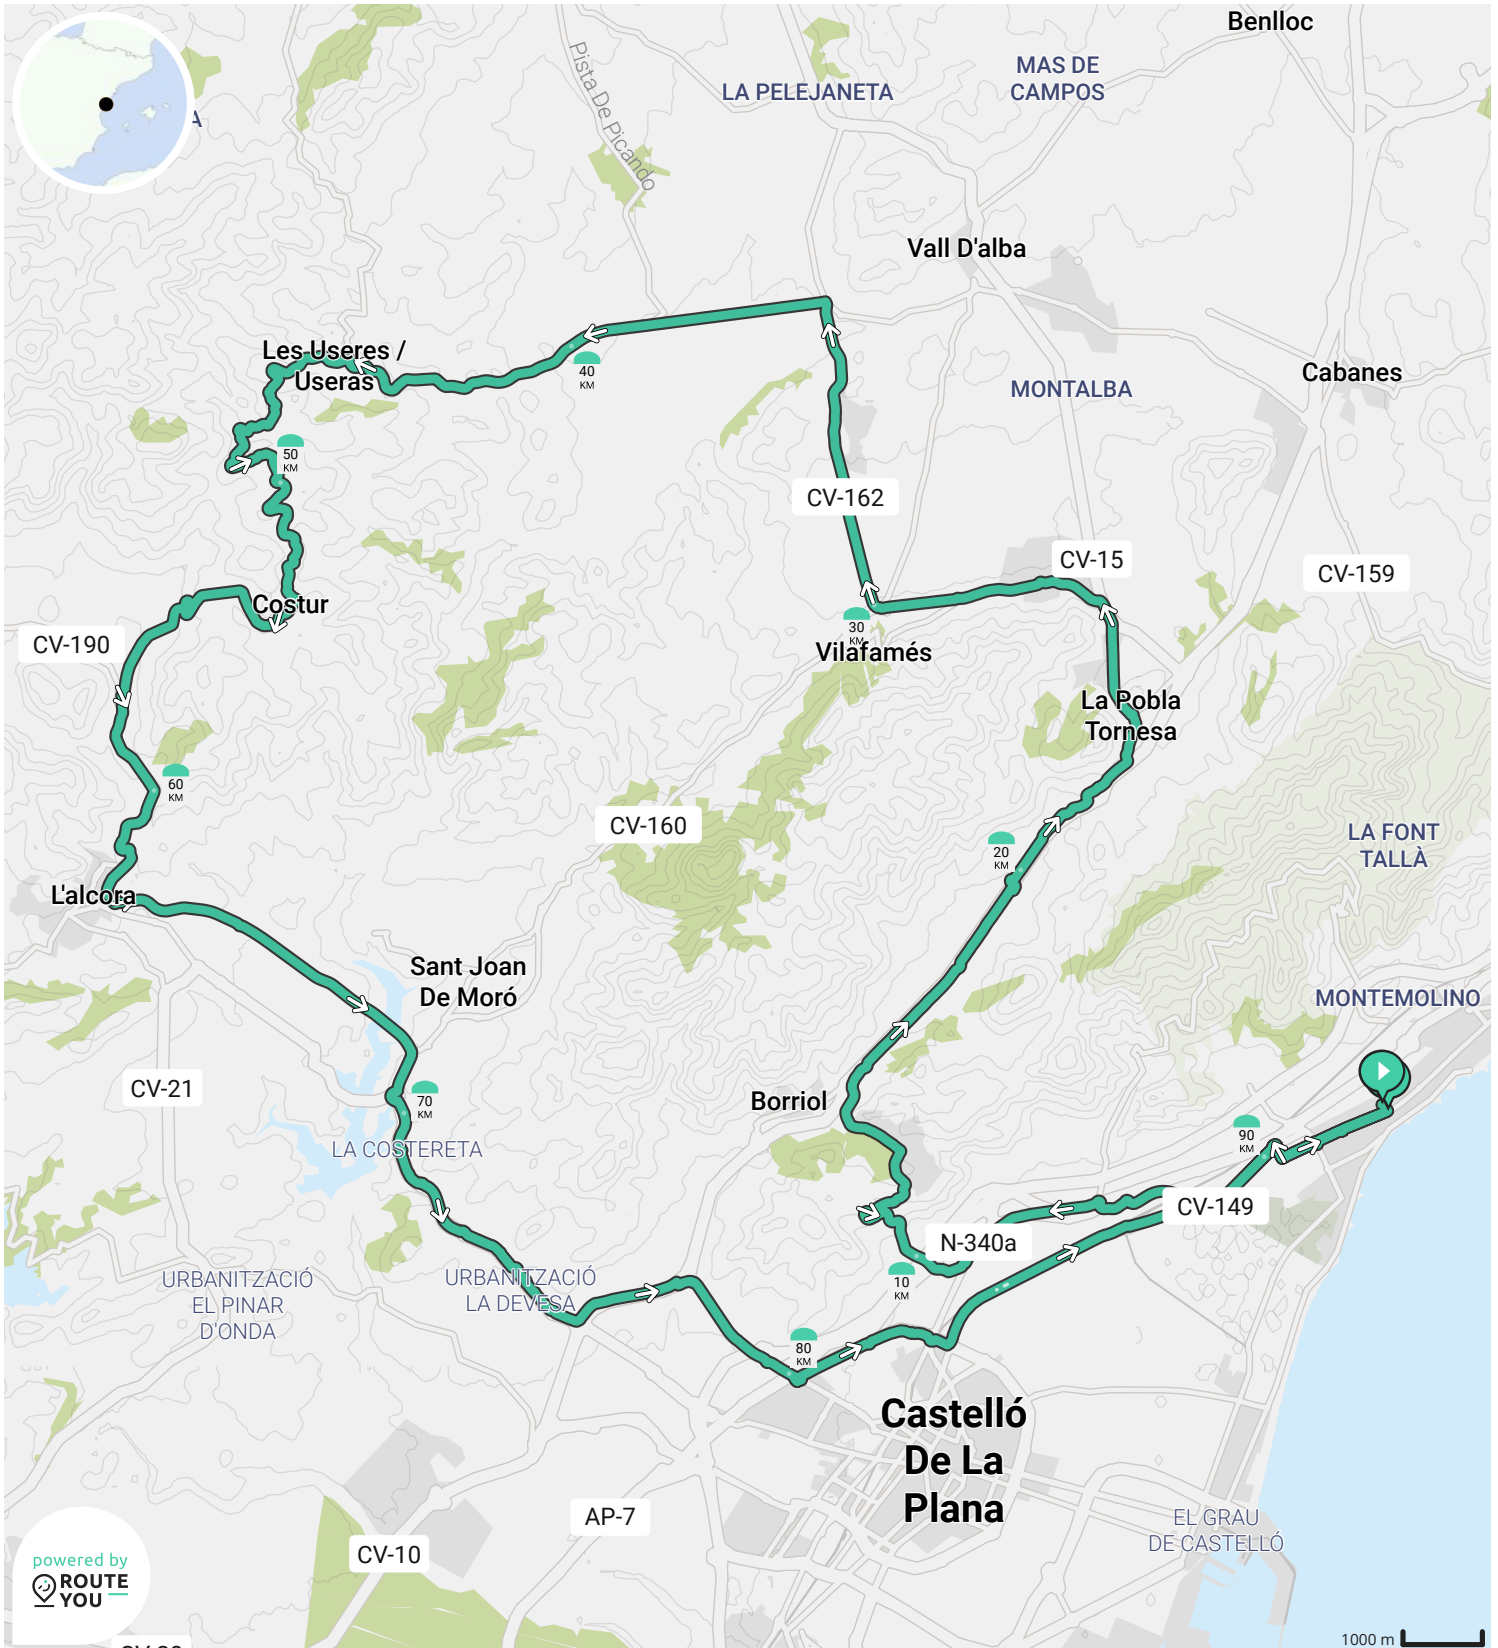 Benlloc
MAS DE
CAMPOS
LA PELEJANETA
A
Pista De Picando
Vall D'alba
Les Useres /
Useras
40
KM
Cabanes
MONTALBA
50
KM
CV-162
CV-15
CV-159
Costur
30
KM
CV-190
Vilafamés
La Pobla
Tornesa
60
KM
CV-160
20
KM
LA FONT
TALLÀ
L'alcora
Sant Joan
De Moró
MONTEMOLINO
CV-21
70
KM
Borriol
90
KM
LA COSTERETA
CV-149
N-340a
10
KM
URBANITZACIÓ
EL PINAR
D'ONDA
URBANITZACIÓ
LA DEVESA
80
KM
Castelló
De La
Plana
AP-7
EL GRAU
DE CASTELLÓ
CV-10
powered by
ROUTE
YOU
1000 m